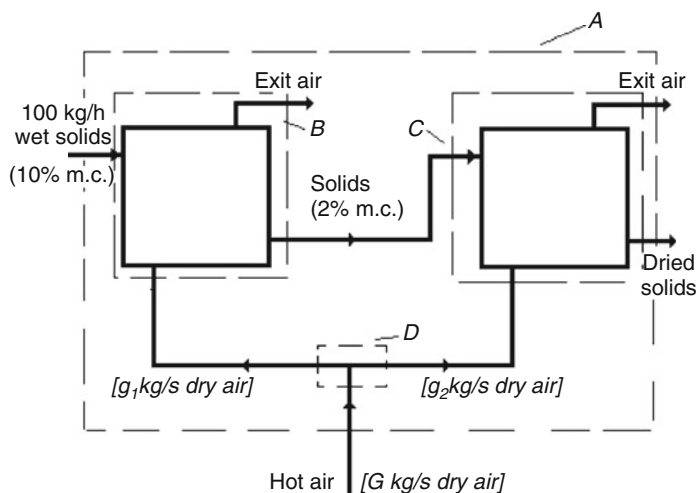 A
Exit air
Exit air
100 kg/h
wet solids
(10% m.c.)
B
C
Solids
(2% m.c.)
Dried
solids
D
[g₁kg/s dry air]
[g₂kg/s dry air]
Hot air [G kg/s dry air]